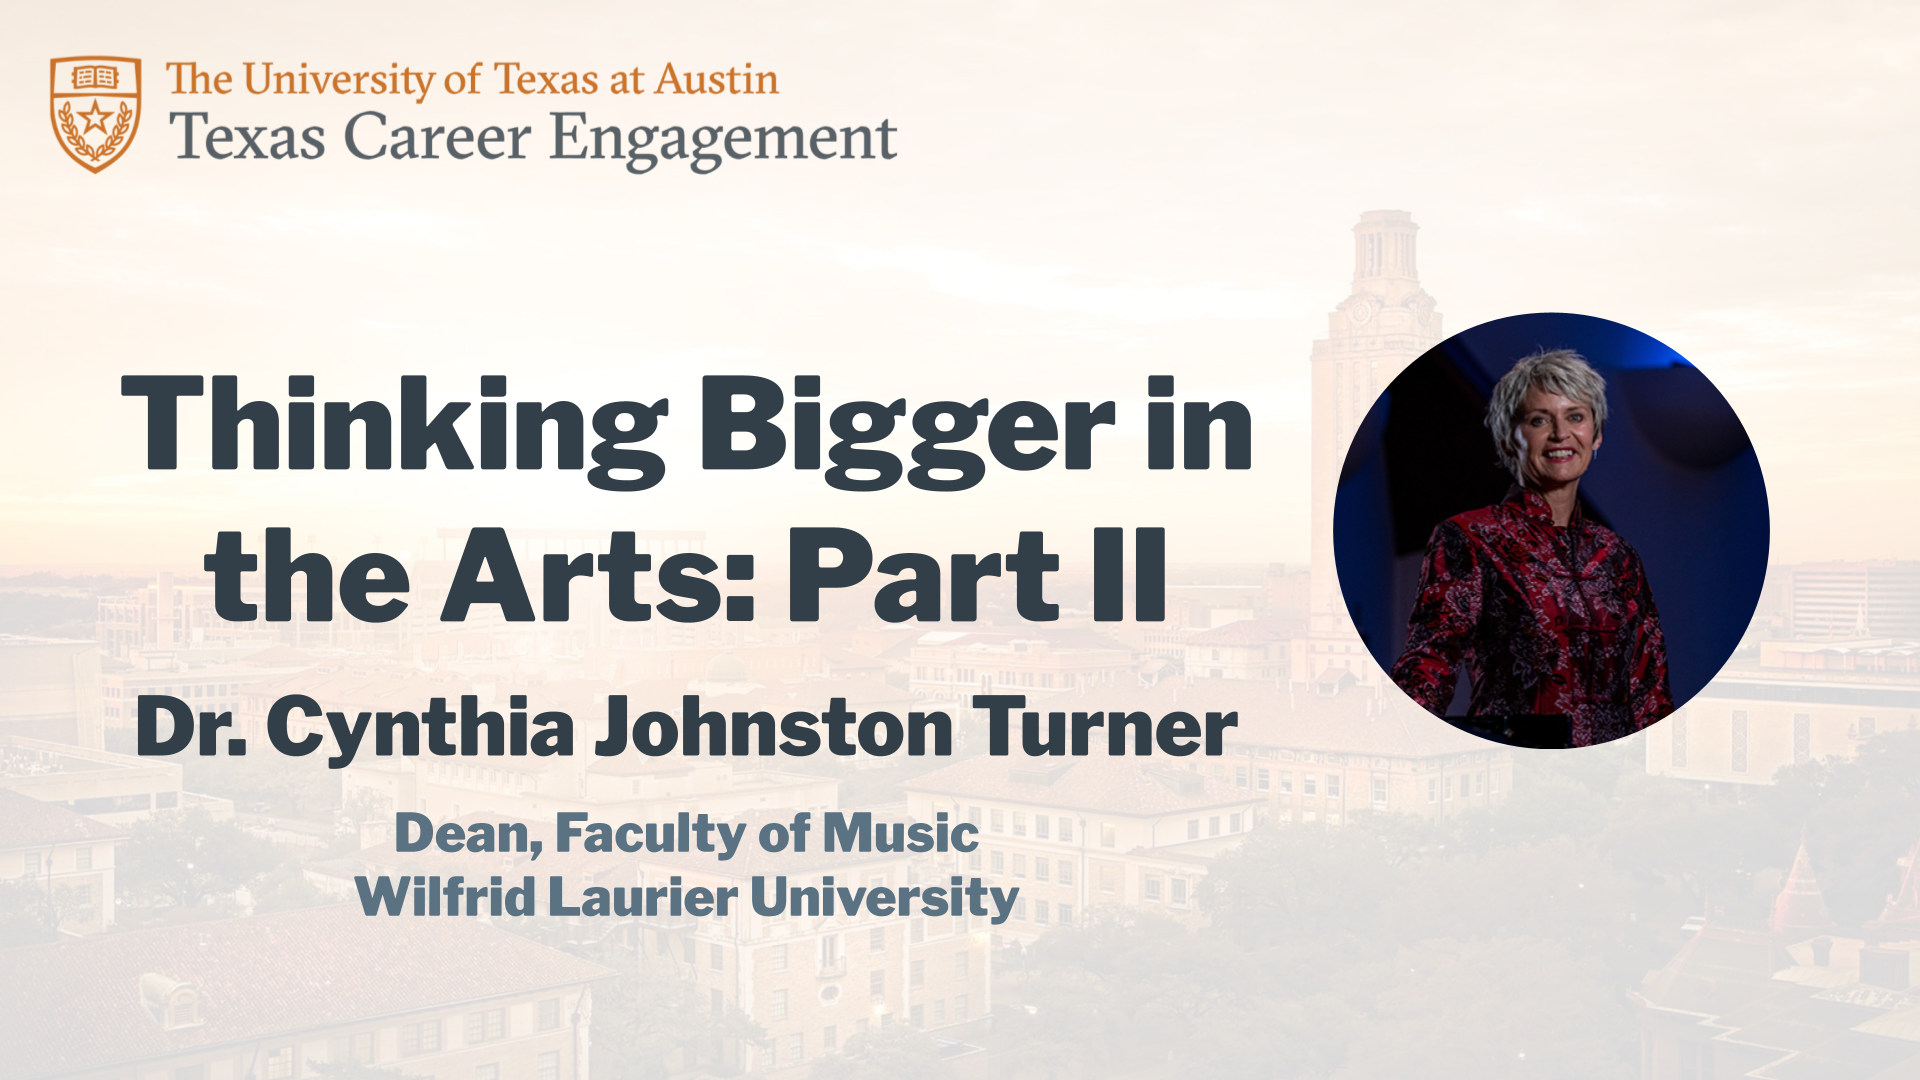 The University of Texas at Austin
Texas Career Engagement
Thinking Bigger in
the Arts: Part II
Dr. Cynthia Johnston Turner
Dean, Faculty of Music
Wilfrid Laurier University